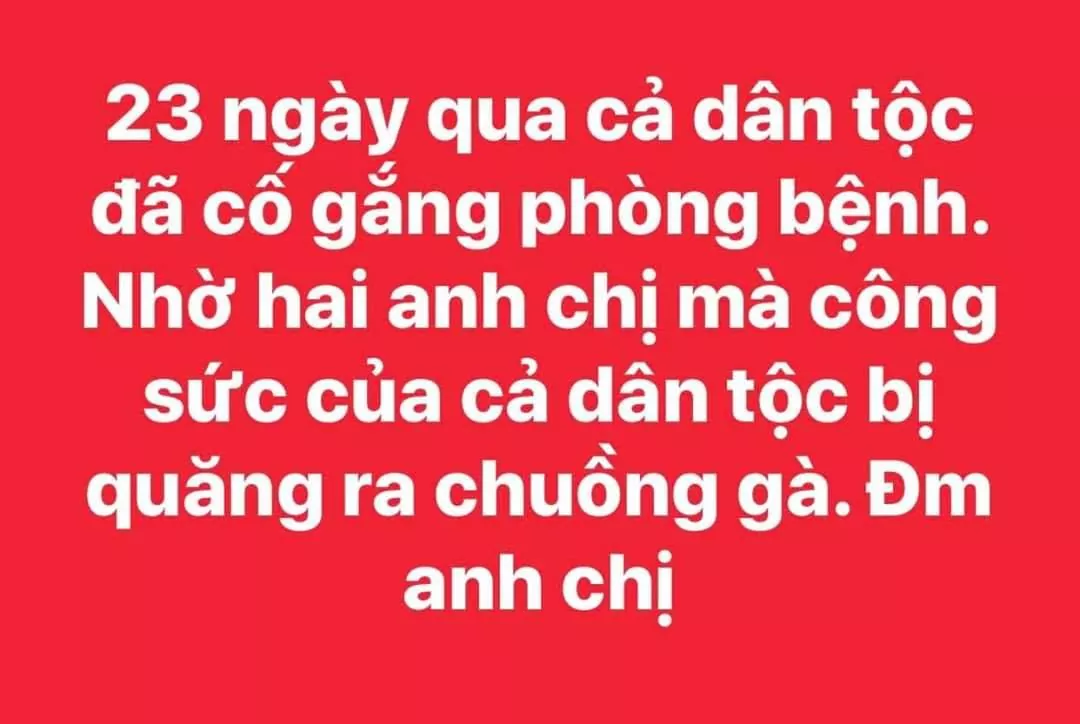 23 ngày qua cả dân tộc
đã cố gắng phòng bệnh.
Nhờ hai anh chị mà công
sức của cả dân tộc bị
quăng ra chuồng gà. Đm
anh chị